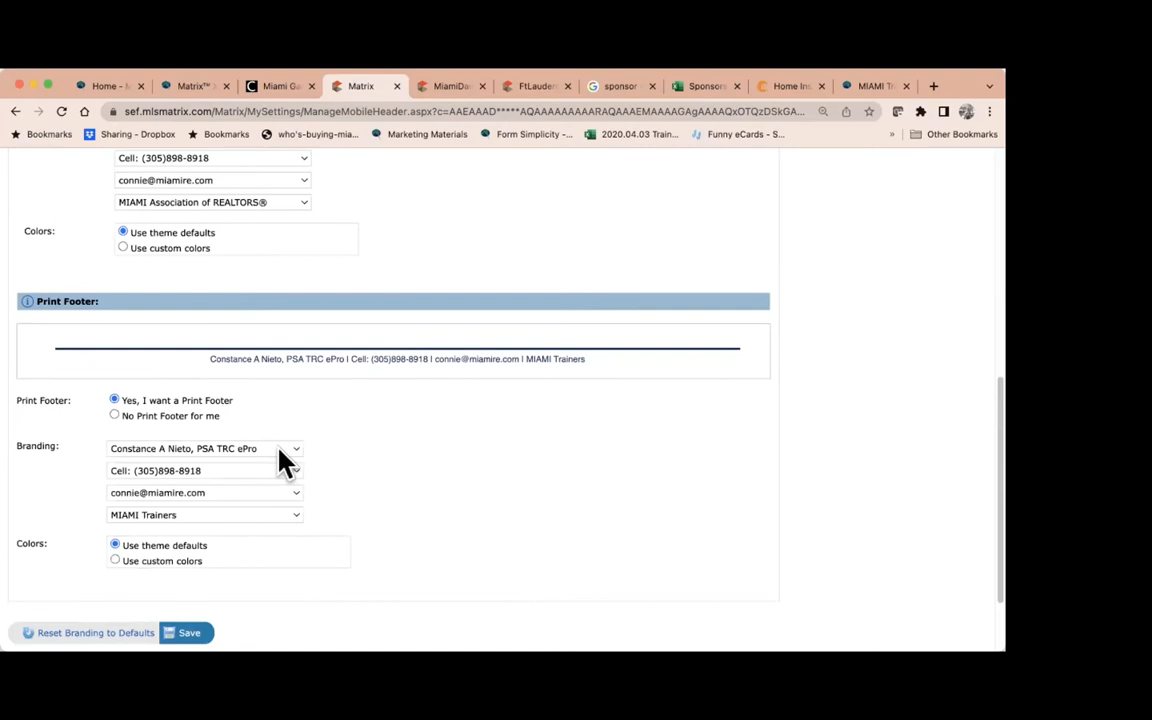 Home - M
Matrix™ X
Miami Ga
Matrix
MiamiDa
FtLauder
sponsor
Sponsors
Home Ins
MIAMI Tr
sef.mlsmatrix.com/Matrix/MySettings/ManageMobileHeader.aspx?c=AAEAAAD*****AQAAAAAAAAARAQAAAEMAAAAGAgAAAAQxOTQzDSkGA...
Bookmarks
Sharing - Dropbox
Bookmarks
who's-buying-mia...
Marketing Materials
Form Simplicity -...
2020.04.03 Train...
Funny eCards - S...
»
Other Bookmarks
Cell: (305)898-8918
connie@miamire.com
MIAMI Association of REALTORS®
Colors:
Use theme defaults
Use custom colors
Print Footer:
Constance A Nieto, PSA TRC ePro | Cell: (305)898-8918 | connie@miamire.com | MIAMI Trainers
Print Footer:
Yes, I want a Print Footer
No Print Footer for me
Branding:
Constance A Nieto, PSA TRC ePro
Cell: (305)898-8918
connie@miamire.com
MIAMI Trainers
Colors:
Use theme defaults
Use custom colors
Reset Branding to Defaults
Save